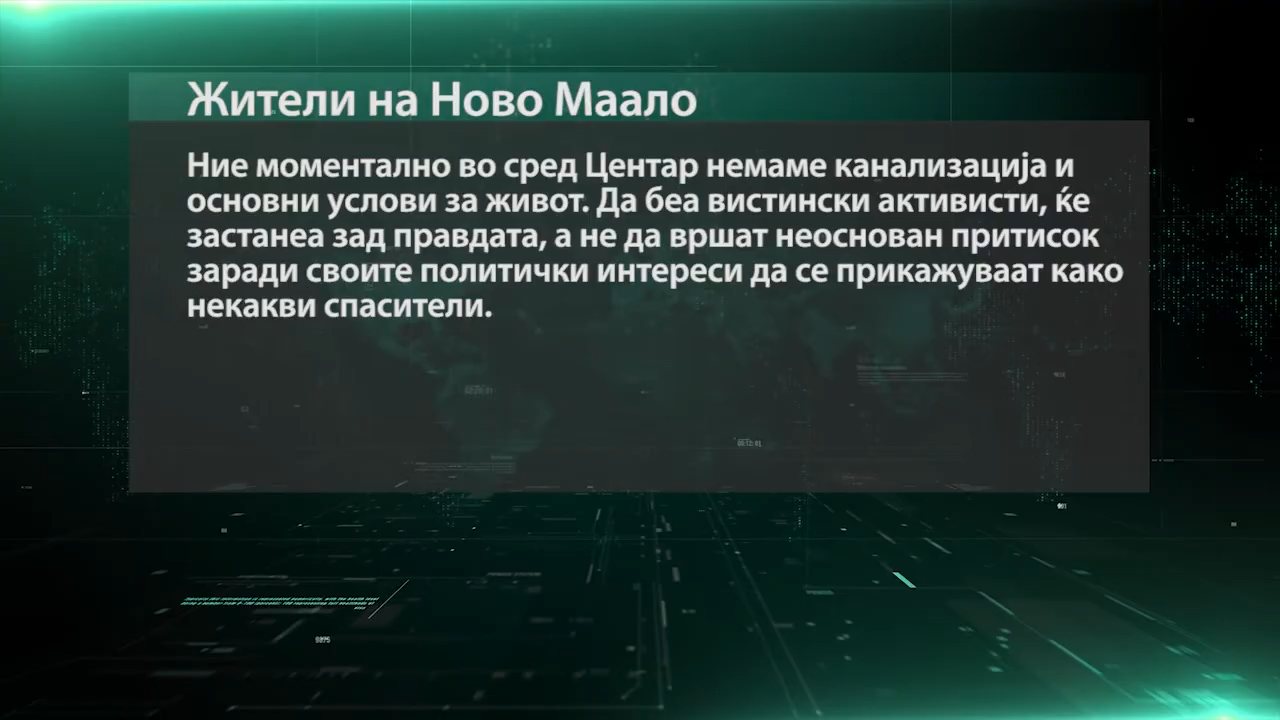 Жители на Ново Маало
Ние моментално во сред Центар немаме канализација и
основни услови за живот. Да беа вистински активисти, ќе
застанеа зад правдата, а не да вршат неоснован притисок
заради своите политички интереси да се прикажуваат како
некакви спасители.